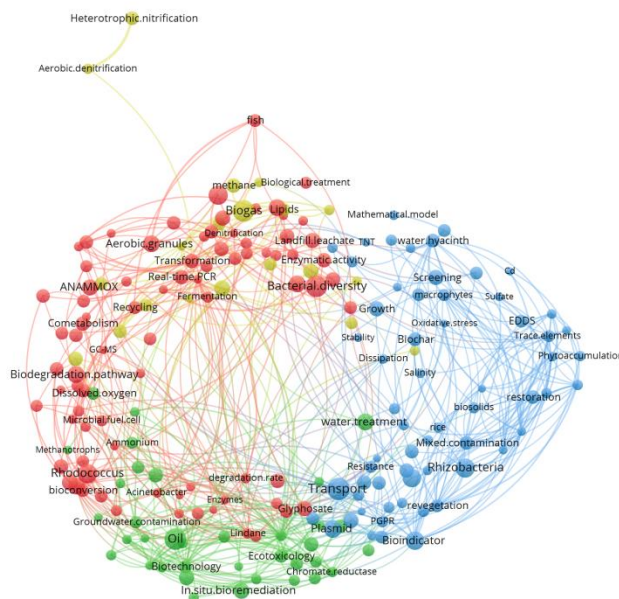 Heterotrophic.nitrification
Aerobic.denitrification
fish
methane
Biological.treatment
Biogas
Lipids
Mathematical.model
Denitrification
Aerobic.granules
Landfill.leachate
TNT
water.hyacinth
Transformation
Enzymatic.activity
Screening
Cd
Real-time.PCR
ANAMMOX
Bacterial.diversity
Fermentation
macrophytes
Sulfate
Recycling
Growth
EDDS
Cometabolism
Oxidative.stress
Stability
Biochar
Trace.elements
GC-MS
Dissipation
Phytoaccumulation
Biodegradation.pathway
Salinity
Dissolved.oxygen
restoration
biosolids
Microbial.fuel.cell
water.treatment
rice
Ammonium
Mixed.contamination
Methanotrophs
Resistance
Rhizobacteria
Rhodococcus
degradation.rate
Transport
bioconversion
Acinetobacter
Enzymes
Glyphosate
revegetation
Groundwater.contamination
PGPR
Plasmid
Lindane
Oil
Bioindicator
Ecotoxicology
Biotechnology
Chromate.reductase
In.situ.bioremediation